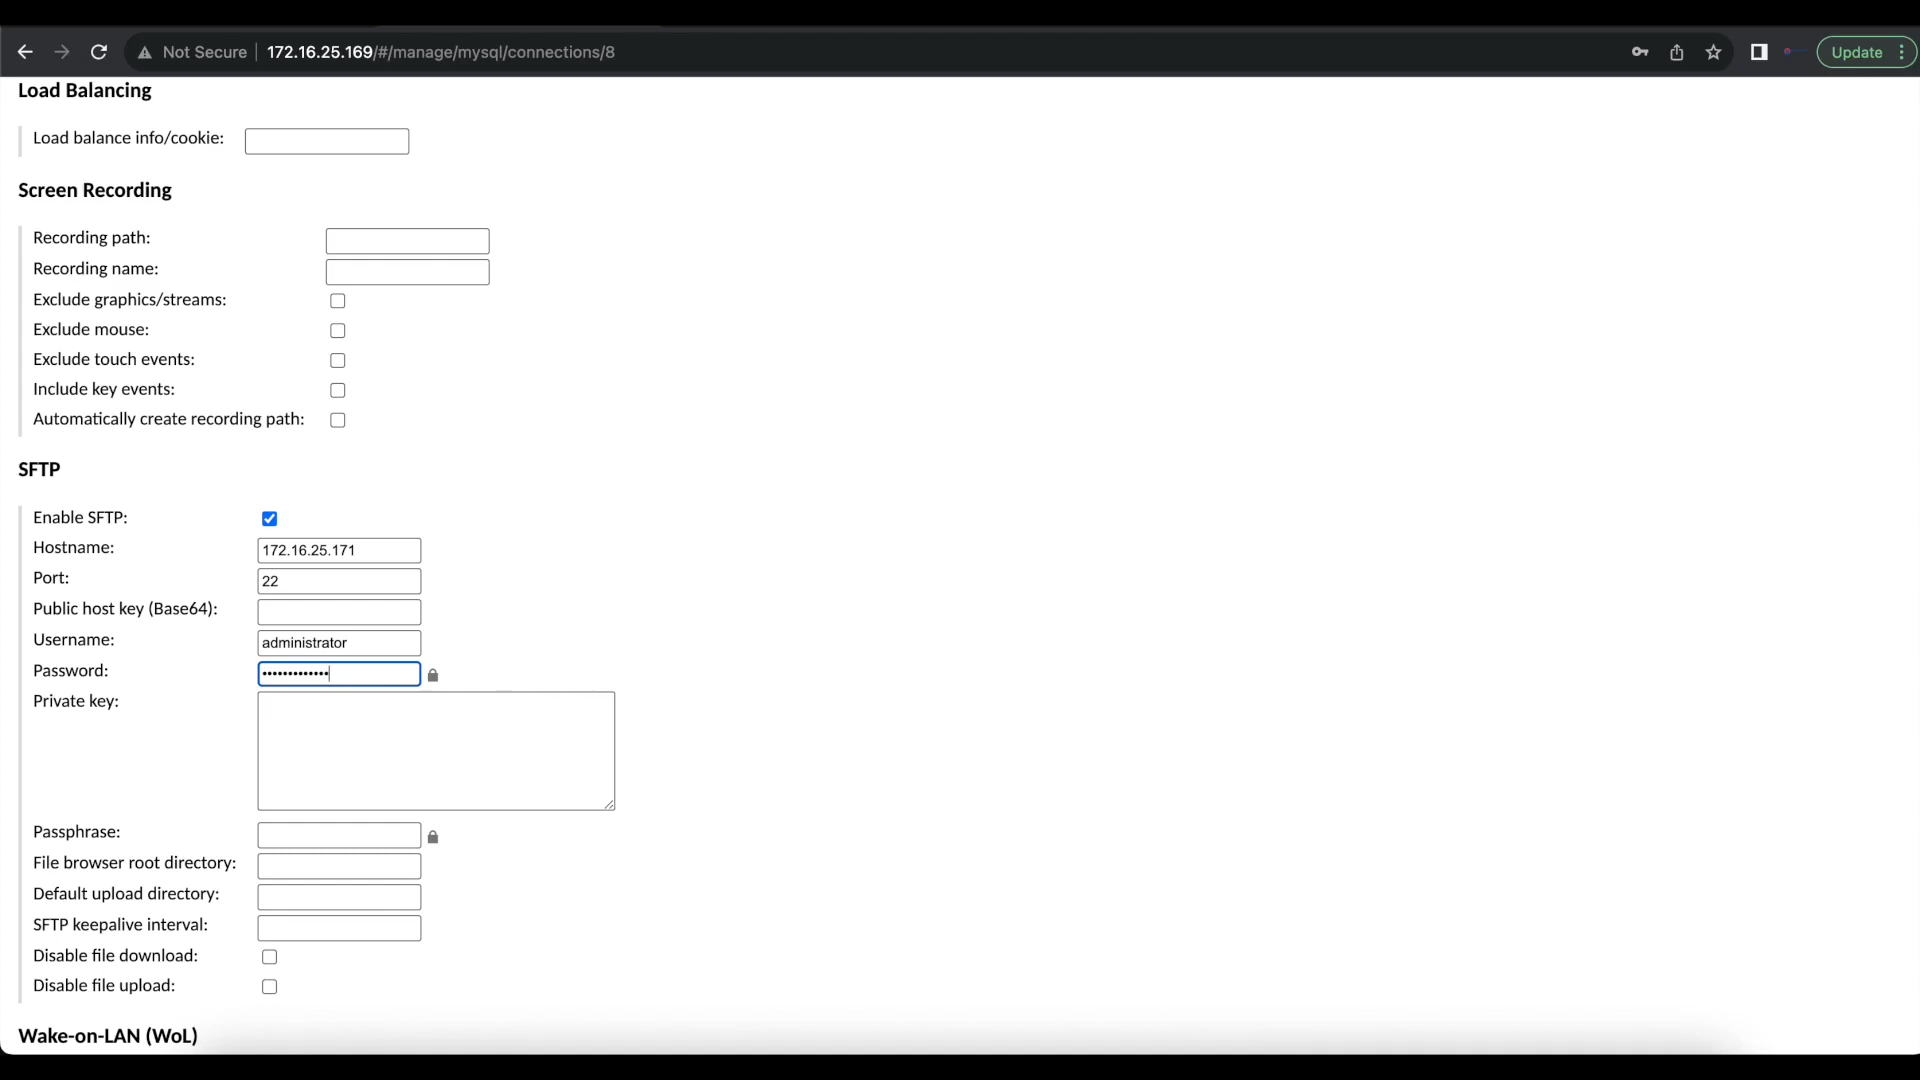 Not Secure 172.16.25.169/#/manage/mysql/connections/8 Update
Load Balancing
Load balance info/cookie:
Screen Recording
Recording path:
Recording name:
Exclude graphics/streams:
Exclude mouse:
Exclude touch events:
Include key events:
Automatically create recording path:
SFTP
Enable SFTP:
Hostname: 172.16.25.171
Port: 22
Public host key (Base64):
Username: administrator
Password: •••••••••••••
Private key:
Passphrase:
File browser root directory:
Default upload directory:
SFTP keepalive interval:
Disable file download:
Disable file upload:
Wake-on-LAN (WoL)